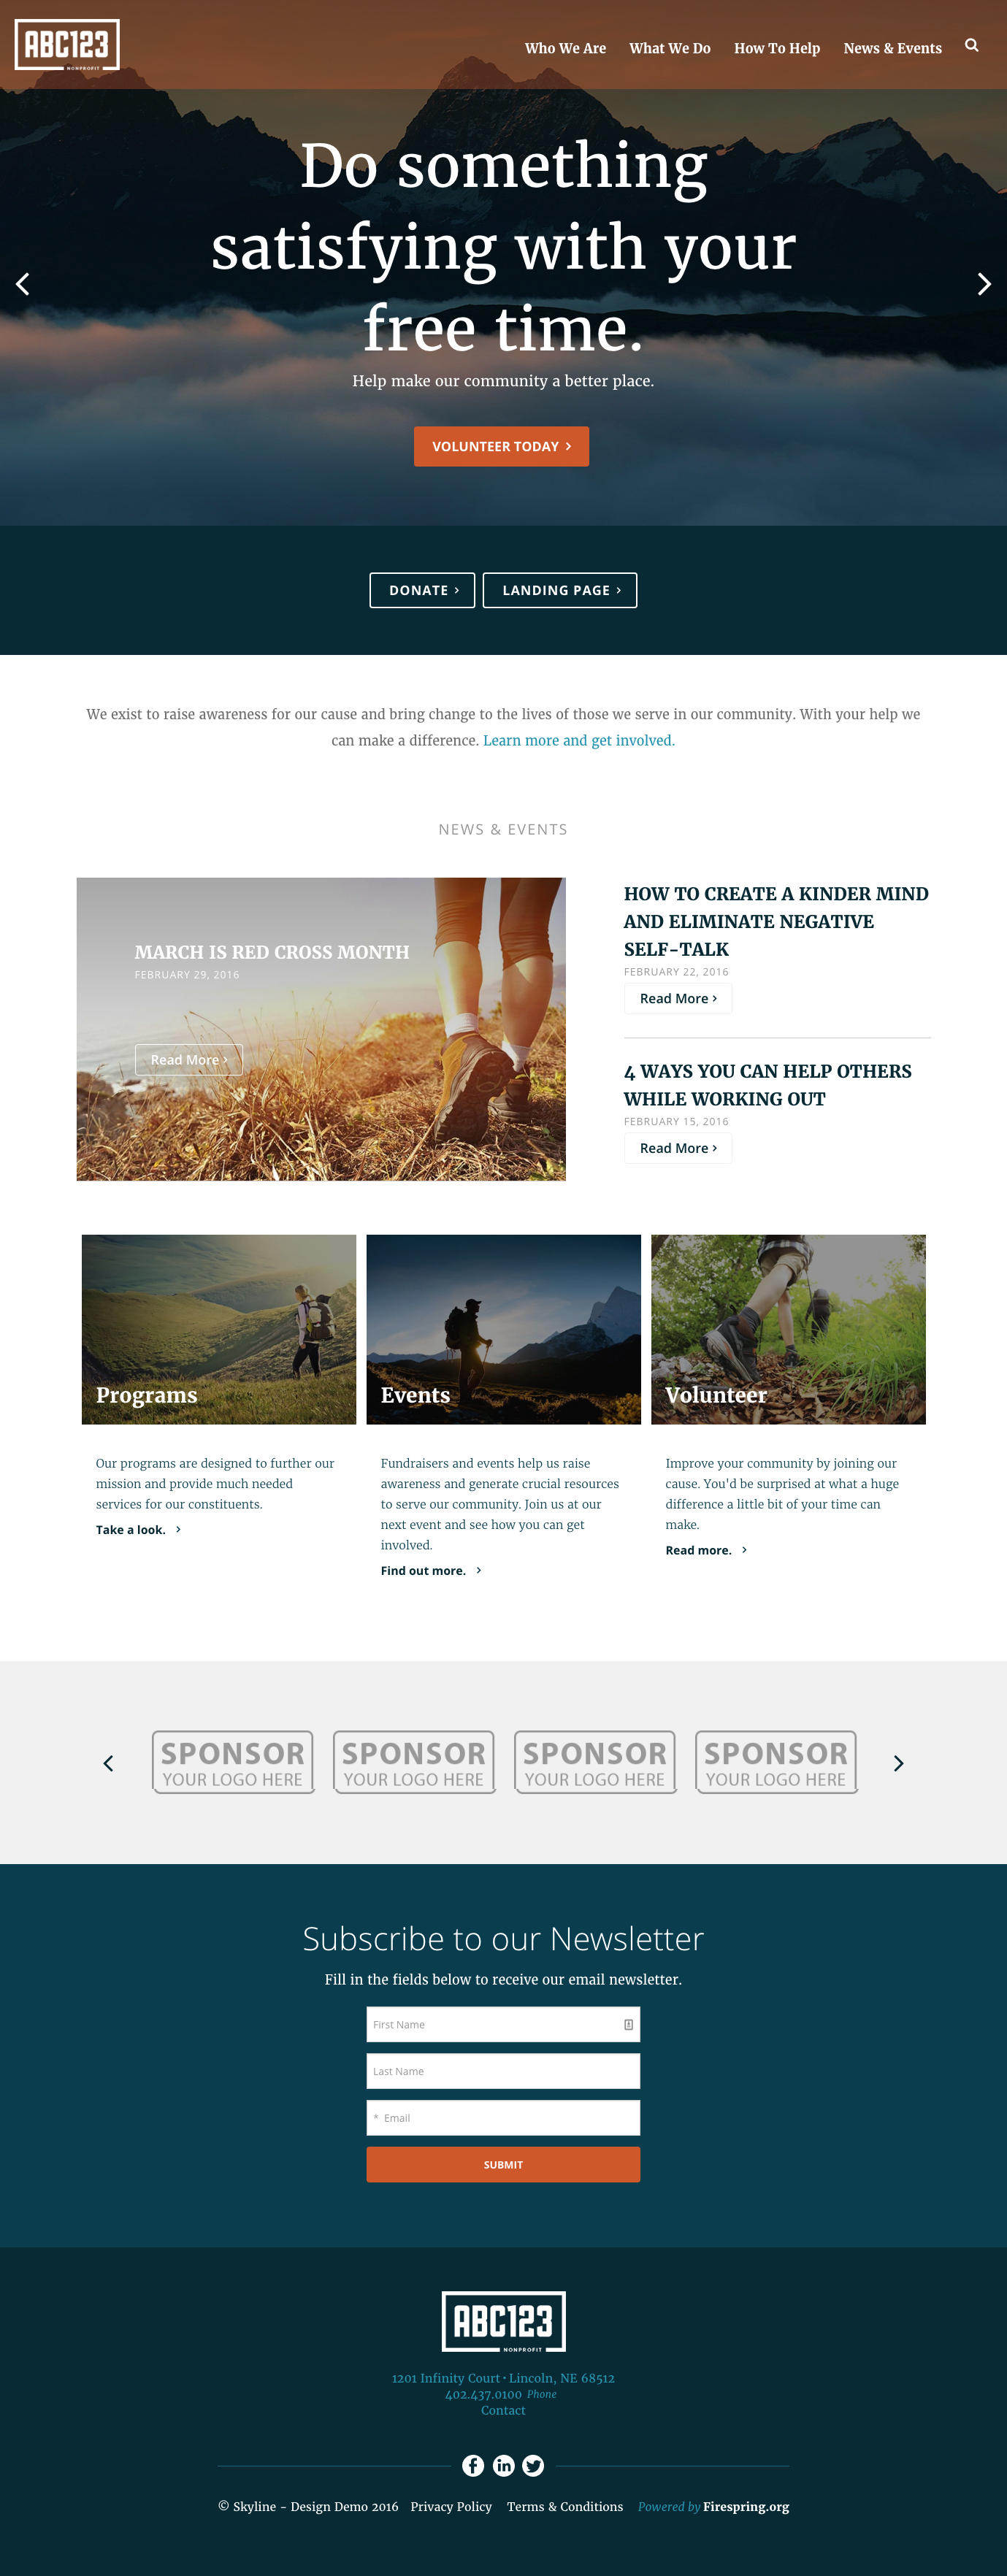 ABC123
NONPROFIT
Who We Are What We Do How To Help News & Events
Do something
satisfying with your
free time.
Help make our community a better place.
VOLUNTEER TODAY
DONATE LANDING PAGE
We exist to raise awareness for our cause and bring change to the lives of those we serve in our community. With your help we
can make a difference. Learn more and get involved.
NEWS & EVENTS
MARCH IS RED CROSS MONTH
FEBRUARY 29, 2016
Read More
HOW TO CREATE A KINDER MIND
AND ELIMINATE NEGATIVE
SELF-TALK
FEBRUARY 22, 2016
Read More
4 WAYS YOU CAN HELP OTHERS
WHILE WORKING OUT
FEBRUARY 15, 2016
Read More
Programs
Our programs are designed to further our
mission and provide much needed
services for our constituents.
Take a look.
Events
Fundraisers and events help us raise
awareness and generate crucial resources
to serve our community. Join us at our
next event and see how you can get
involved.
Find out more.
Volunteer
Improve your community by joining our
cause. You'd be surprised at what a huge
difference a little bit of your time can
make.
Read more.
SPONSOR SPONSOR SPONSOR SPONSOR
YOUR LOGO HERE YOUR LOGO HERE YOUR LOGO HERE YOUR LOGO HERE
Subscribe to our Newsletter
Fill in the fields below to receive our email newsletter.
First Name
Last Name
* Email
SUBMIT
ABC123
NONPROFIT
1201 Infinity Court · Lincoln, NE 68512
402.437.0100 Phone
Contact
© Skyline - Design Demo 2016 Privacy Policy Terms & Conditions Powered by Firespring.org